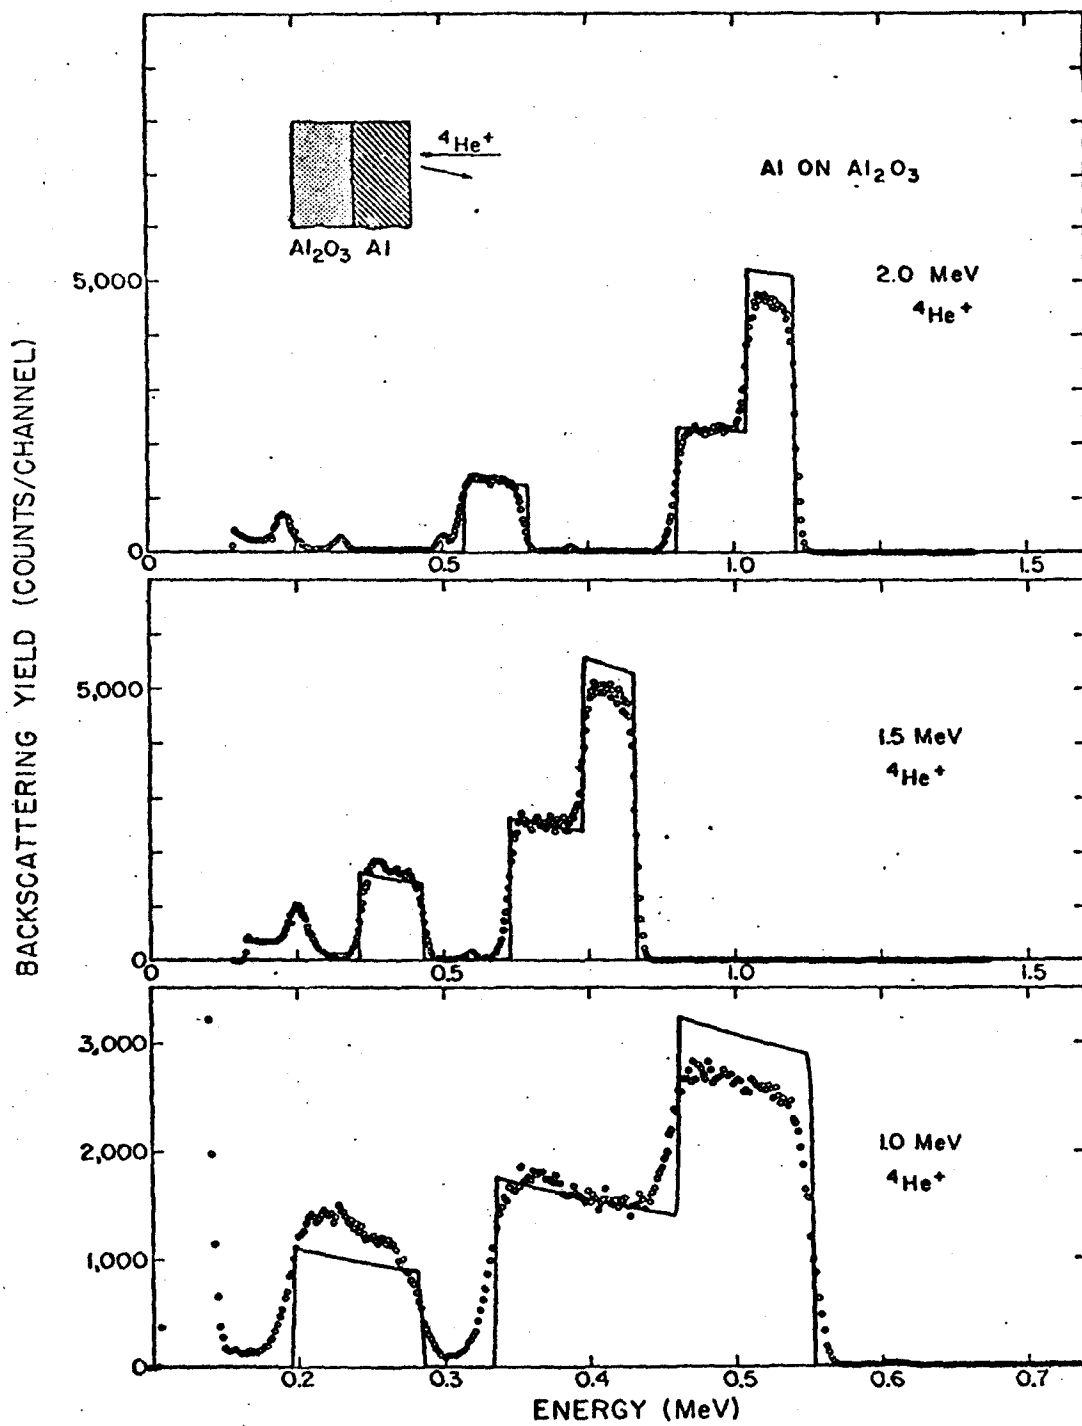 BACKSCATTERING YIELD (COUNTS/CHANNEL)
⁴He⁺
Al₂O₃ Al
Al ON Al₂O₃
2.0 MeV
⁴He⁺
5,000
0
0.5 1.0 1.5
1.5 MeV
⁴He⁺
5,000
0
0 0.5 1.0 1.5
1.0 MeV
⁴He⁺
3,000
2,000
1,000
0
0.2 0.3 0.4 0.5 0.6 0.7
ENERGY (MeV)